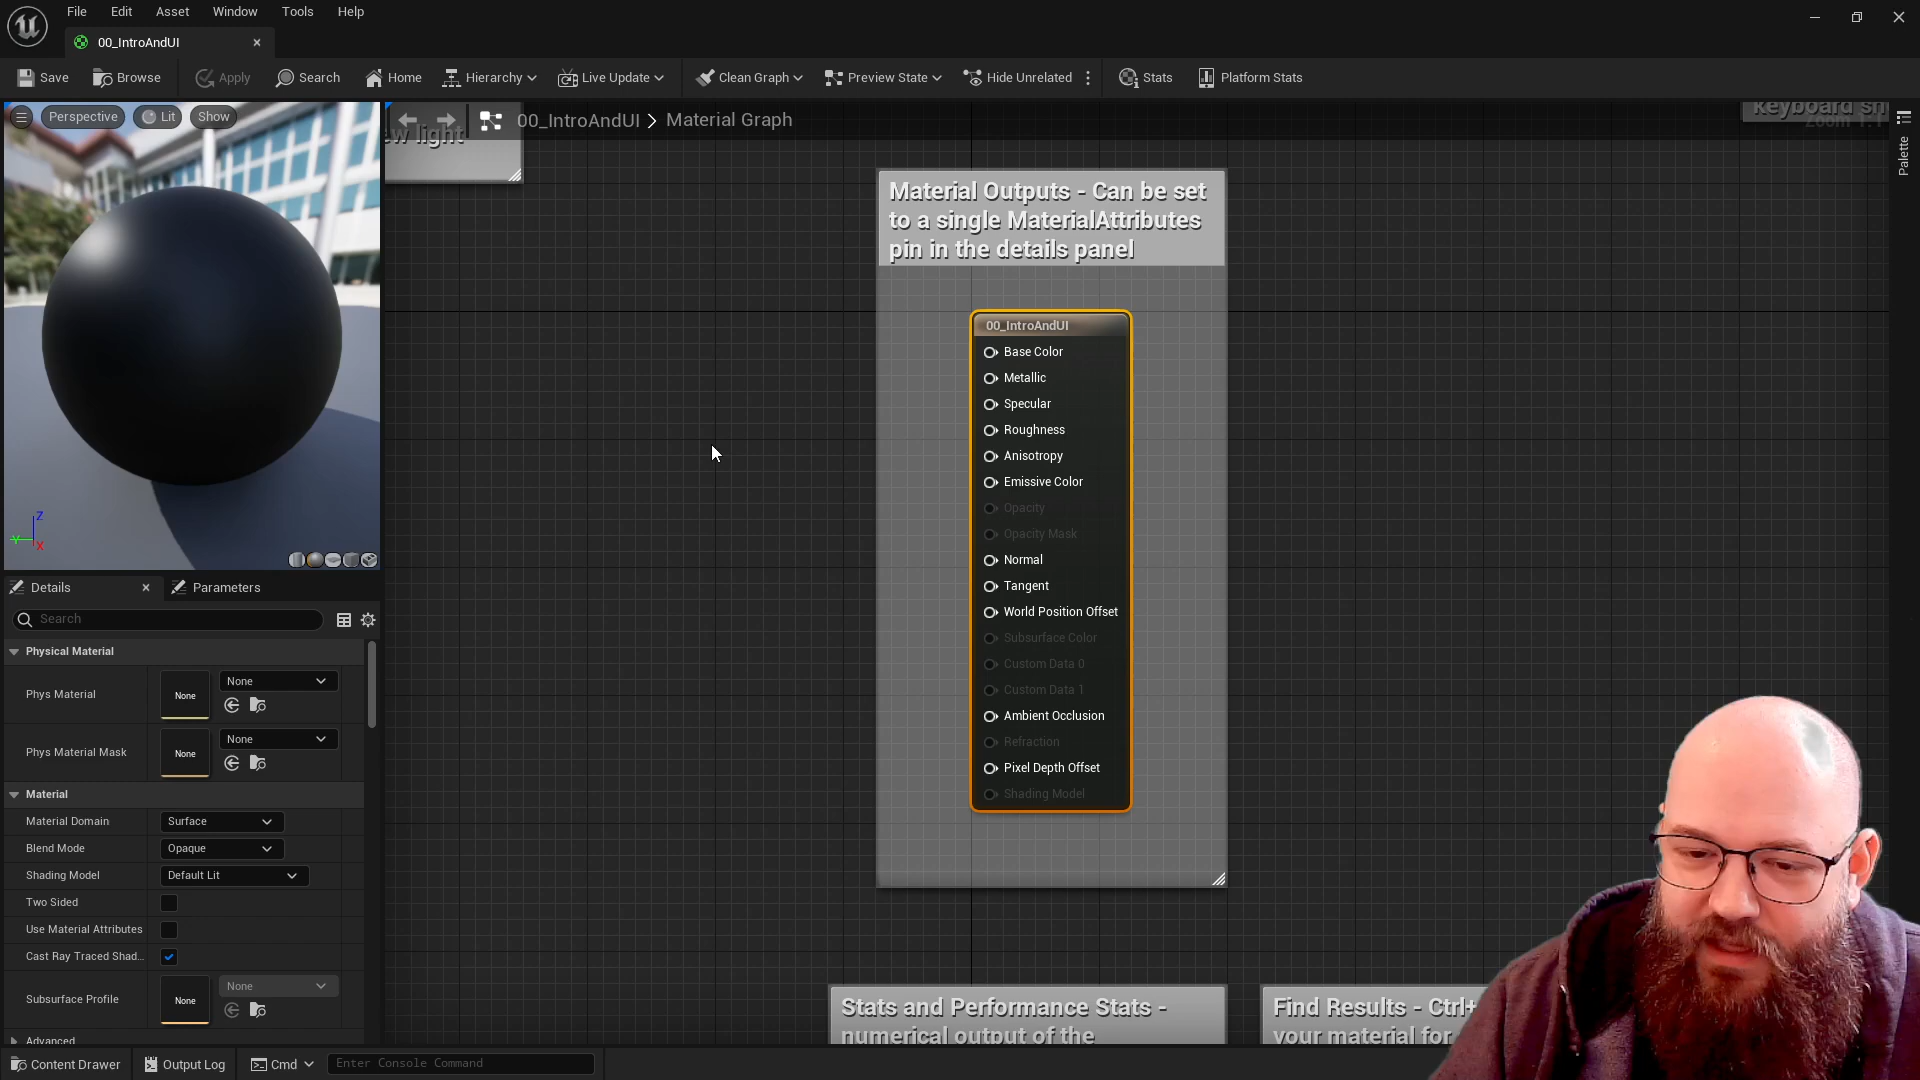 File Edit Asset Window Tools Help
00_IntroAndUI
Save Browse Apply Search Home Hierarchy Live Update Clean Graph Preview State Hide Unrelated Stats Platform Stats
Perspective Lit Show
00_IntroAndUI > Material Graph
light
keyboard
Palette
Material Outputs - Can be set
to a single MaterialAttributes
pin in the details panel
00_IntroAndUI
Base Color
Metallic
Specular
Roughness
Anisotropy
Emissive Color
Opacity
Opacity Mask
Normal
Tangent
World Position Offset
Subsurface Color
Custom Data 0
Custom Data 1
Ambient Occlusion
Refraction
Pixel Depth Offset
Shading Model
Z
Y
X
Details Parameters
Search
Physical Material
Phys Material None None
Phys Material Mask None None
Material
Material Domain Surface
Blend Mode Opaque
Shading Model Default Lit
Two Sided
Use Material Attributes
Cast Ray Traced Shad...
Subsurface Profile None None
Advanced
Stats and Performance Stats -
numerical output of the
Find Results - Ctrl+
your material for
Content Drawer Output Log Cmd Enter Console Command